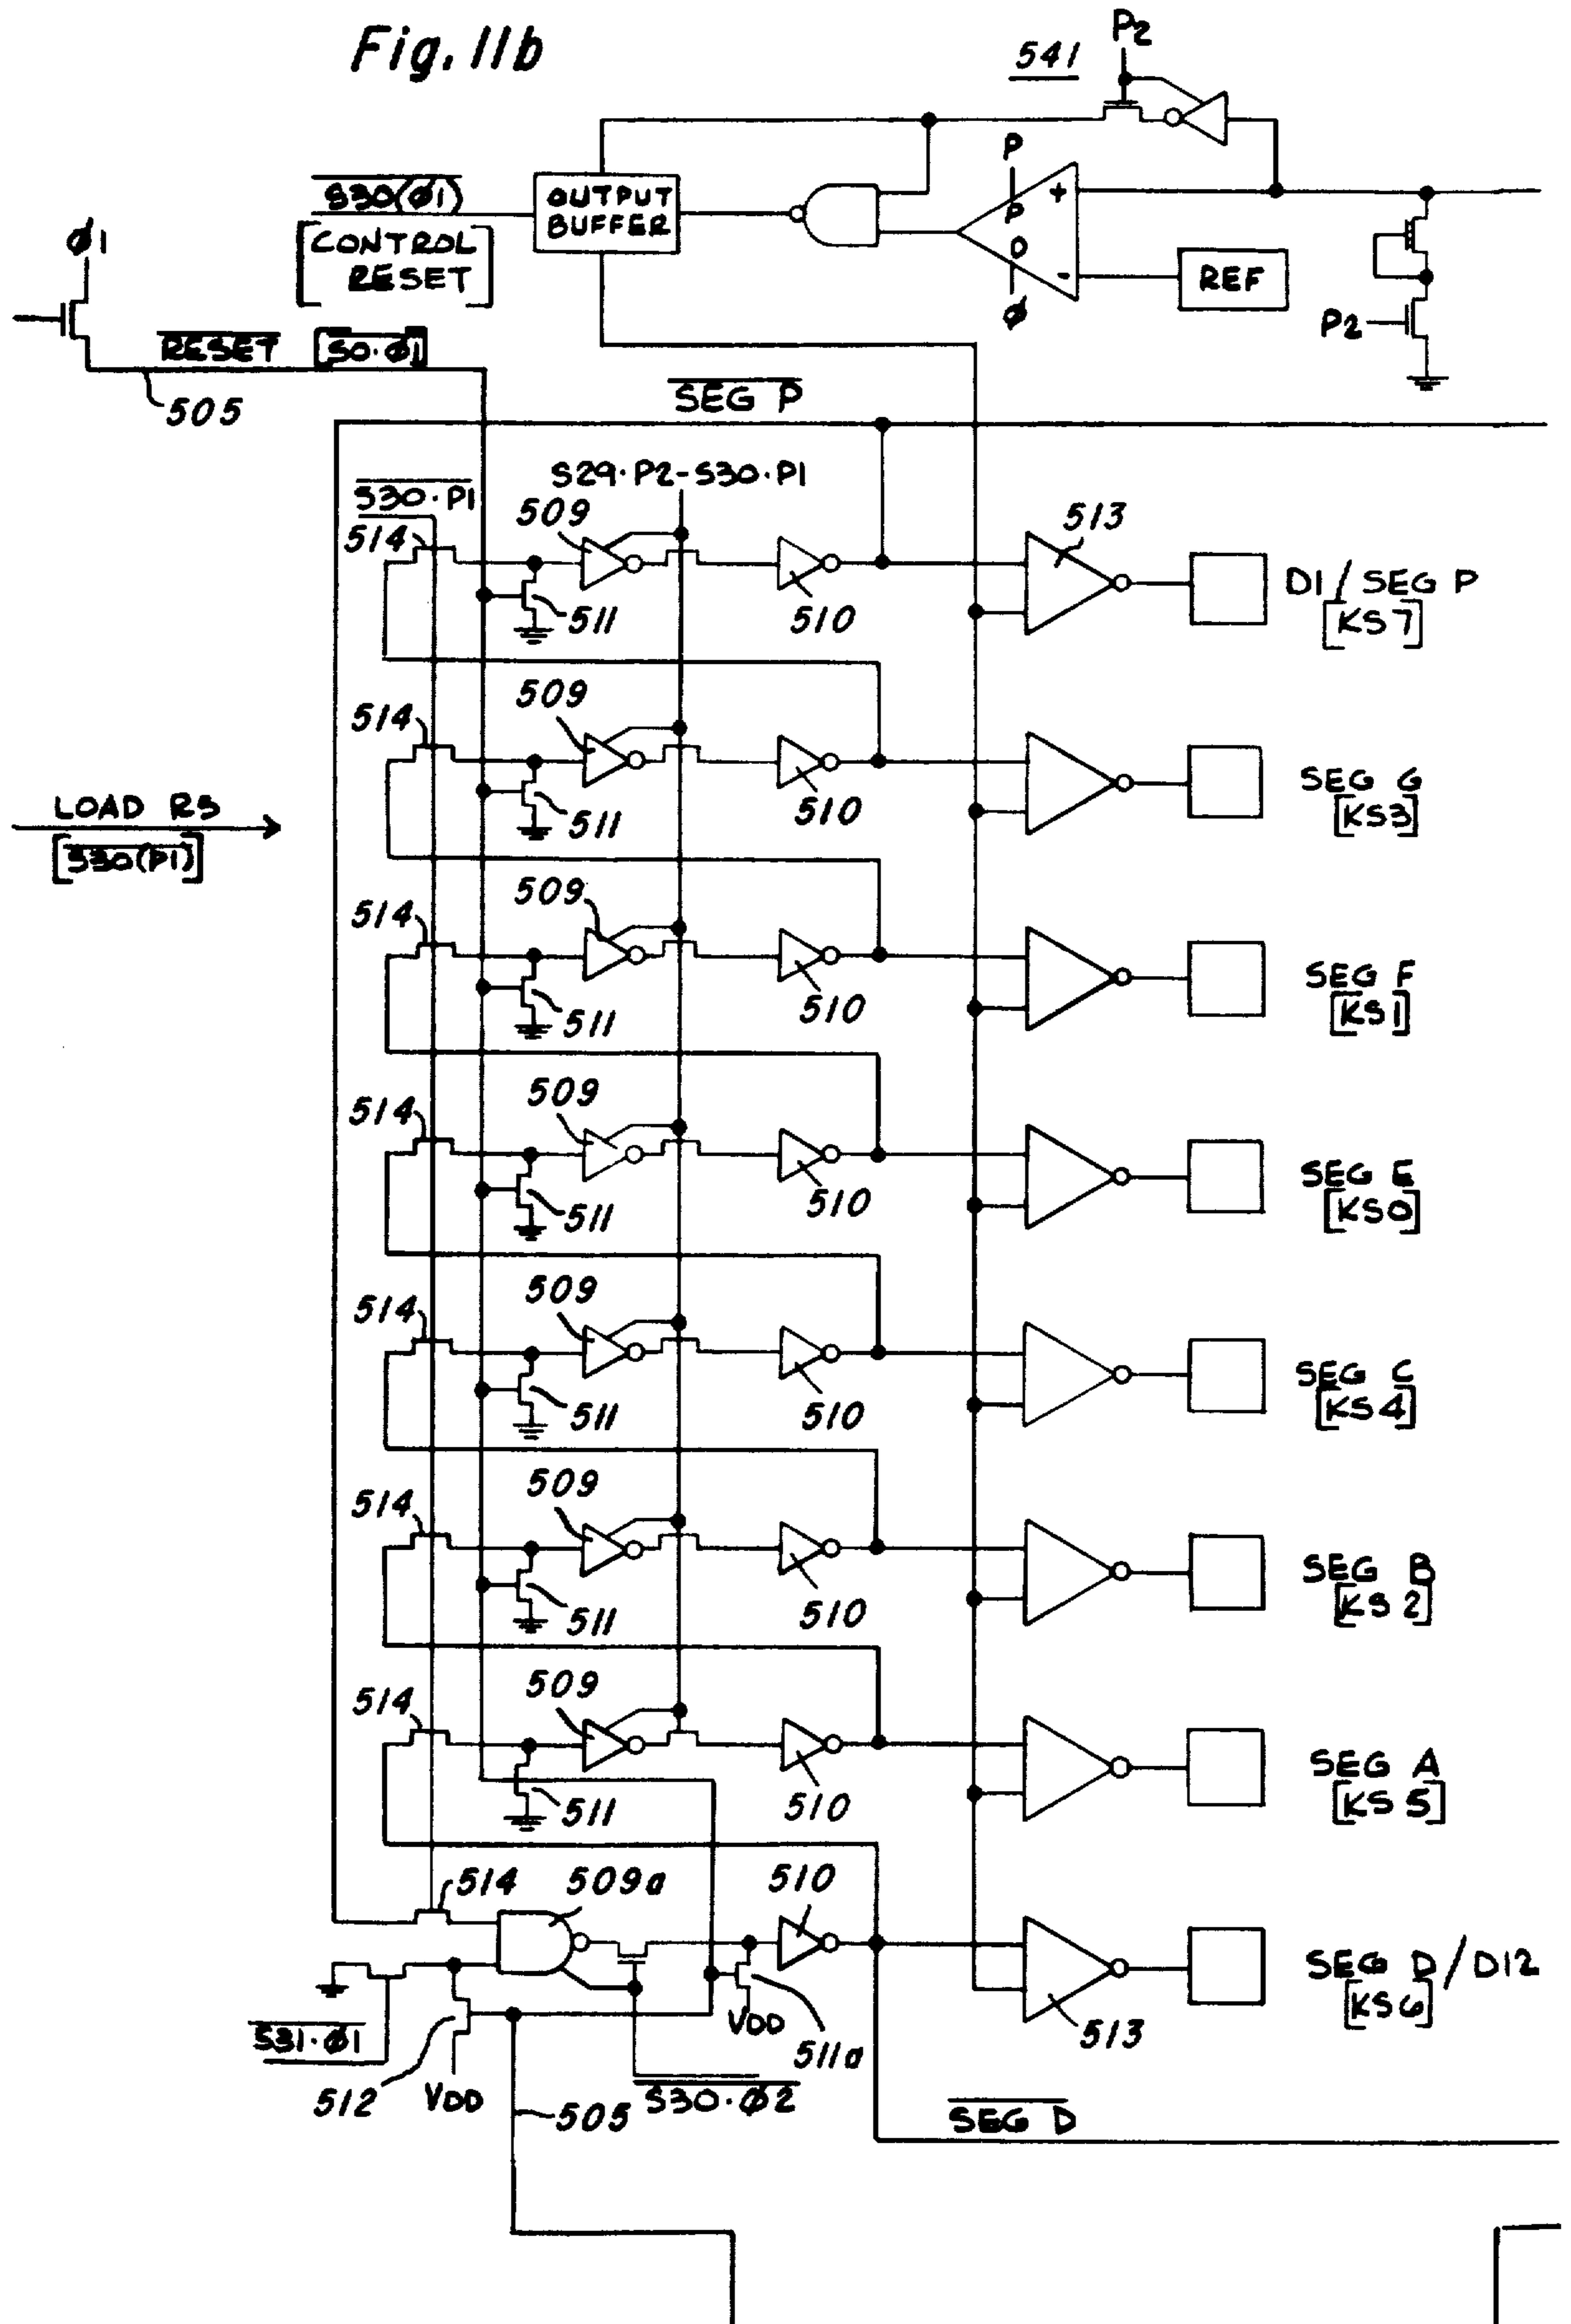 Fig. 11b
P2
541
S30(Ø1)
[CONTROL
RESET]
OUTPUT
BUFFER
P
P
D
Ø
+
-
REF
P2
Ø1
RESET
[S0·Ø1]
505
SEG P
S29·P2-S30·P1
S30·P1
514
509
511
510
513
D1/SEG P
[KS7]
514
509
511
510
SEG G
[KS3]
LOAD RS
[S30(P1)]
514
509
511
510
SEG F
[KS1]
514
509
511
510
SEG E
[KS0]
514
509
511
510
SEG C
[KS4]
514
509
511
510
SEG B
[KS2]
514
509
511
510
SEG A
[KS5]
514
509a
510
SEG D/D12
[KS6]
S31·Ø1
512
VDD
505
S30·Ø2
VDD
511a
513
SEG D